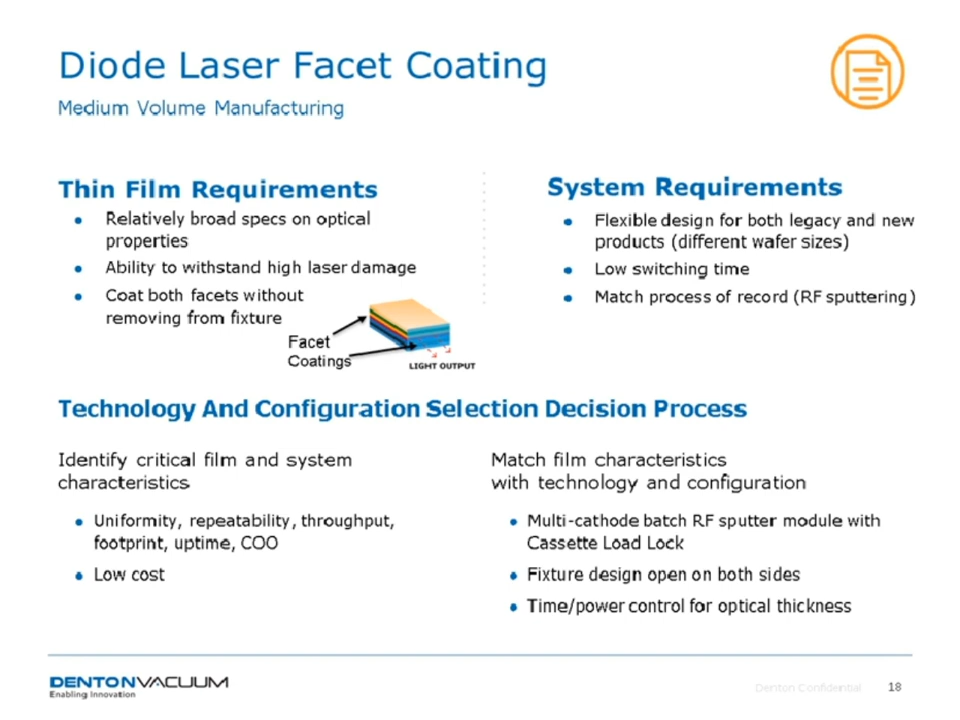 Diode Laser Facet Coating
Medium Volume Manufacturing
Thin Film Requirements
Relatively broad specs on optical
properties
Ability to withstand high laser damage
Coat both facets without
removing from fixture
Facet
Coatings
LIGHT OUTPUT
System Requirements
Flexible design for both legacy and new
products (different wafer sizes)
Low switching time
Match process of record (RF sputtering)
Technology And Configuration Selection Decision Process
Identify critical film and system
characteristics
Uniformity, repeatability, throughput,
footprint, uptime, COO
Low cost
Match film characteristics
with technology and configuration
Multi-cathode batch RF sputter module with
Cassette Load Lock
Fixture design open on both sides
Time/power control for optical thickness
DENTON VACUUM
Enabling Innovation
Denton Confidential
18